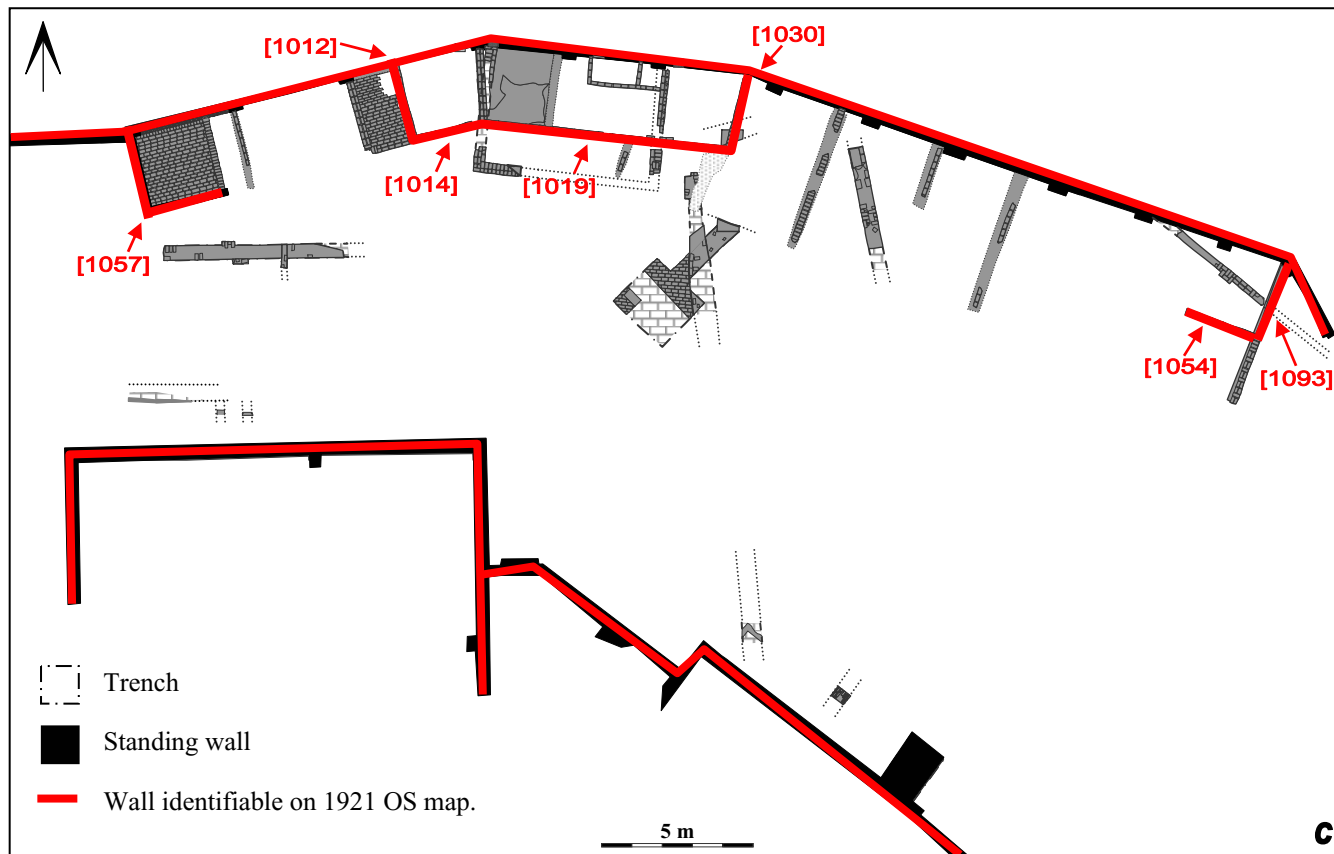 [1012]
[1030]
[1014]
[1019]
[1057]
[1054]
[1093]
Trench
Standing wall
Wall identifiable on 1921 OS map.
5 m
C